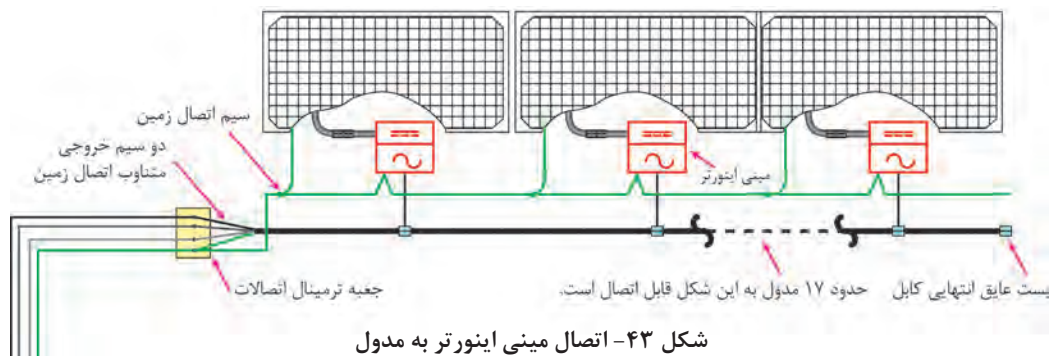 سیم اتصال زمین
دو سیم خروجی
متناوب اتصال زمین
مینی اینورتر
جعبه ترمینال اتصالات
حدود ۱۷ مدول به این شکل قابل اتصال است.
بست عایق انتهایی کابل
شکل ۴۳- اتصال مینی اینورتر به مدول